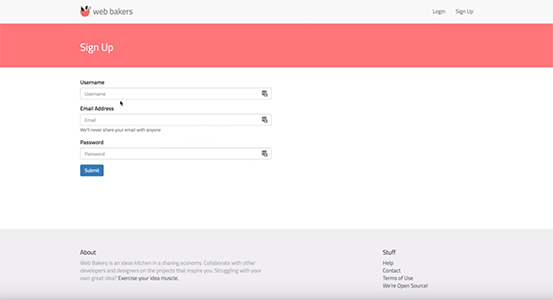 web bakers
Login Sign Up
Sign Up
Username
Username
Email Address
Email
We'll never share your email with anyone
Password
Password
Submit
About
Web Bakers is an ideas kitchen in a sharing economy. Collaborate with other
developers and designers on the projects that inspire you. Struggling with your
own great idea? Exercise your idea muscle.
Stuff
Help
Contact
Terms of Use
We're Open Source!